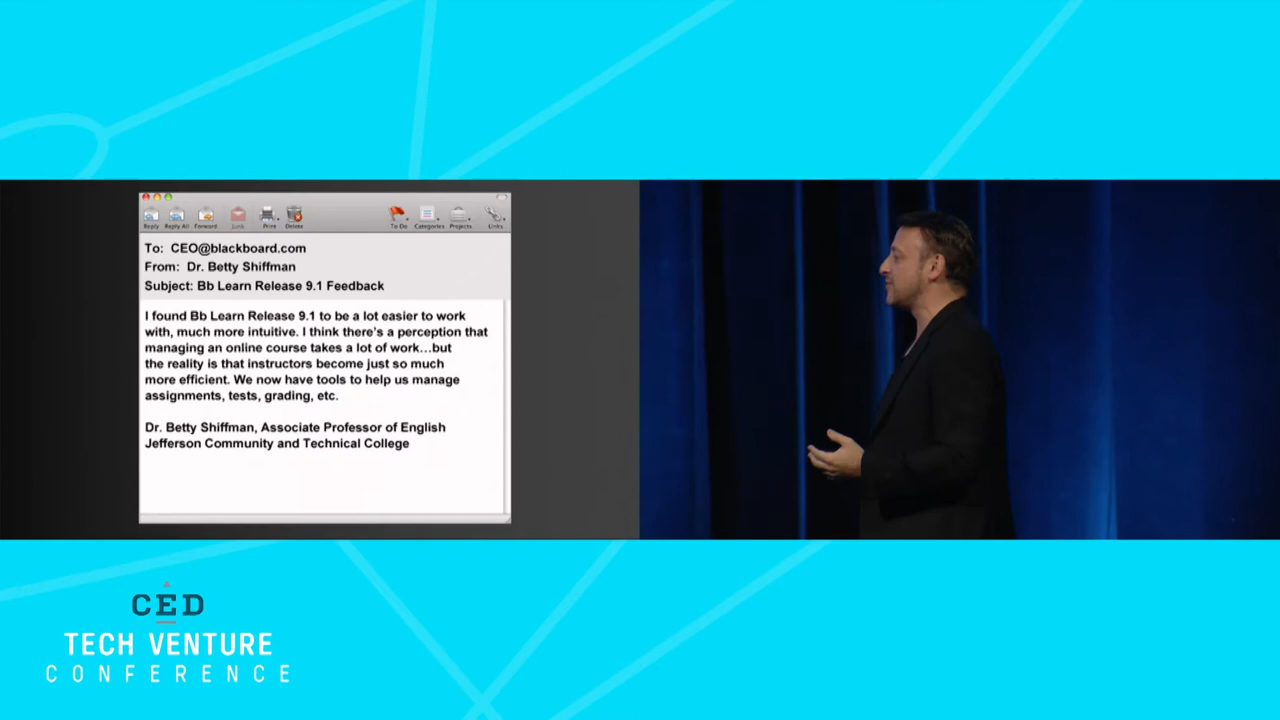 Reply Reply All Forward Junk Print Delete To Do Categories Projects Links
To: CEO@blackboard.com
From: Dr. Betty Shiffman
Subject: Bb Learn Release 9.1 Feedback
I found Bb Learn Release 9.1 to be a lot easier to work
with, much more intuitive. I think there's a perception that
managing an online course takes a lot of work...but
the reality is that instructors become just so much
more efficient. We now have tools to help us manage
assignments, tests, grading, etc.
Dr. Betty Shiffman, Associate Professor of English
Jefferson Community and Technical College
CED
TECH VENTURE
CONFERENCE